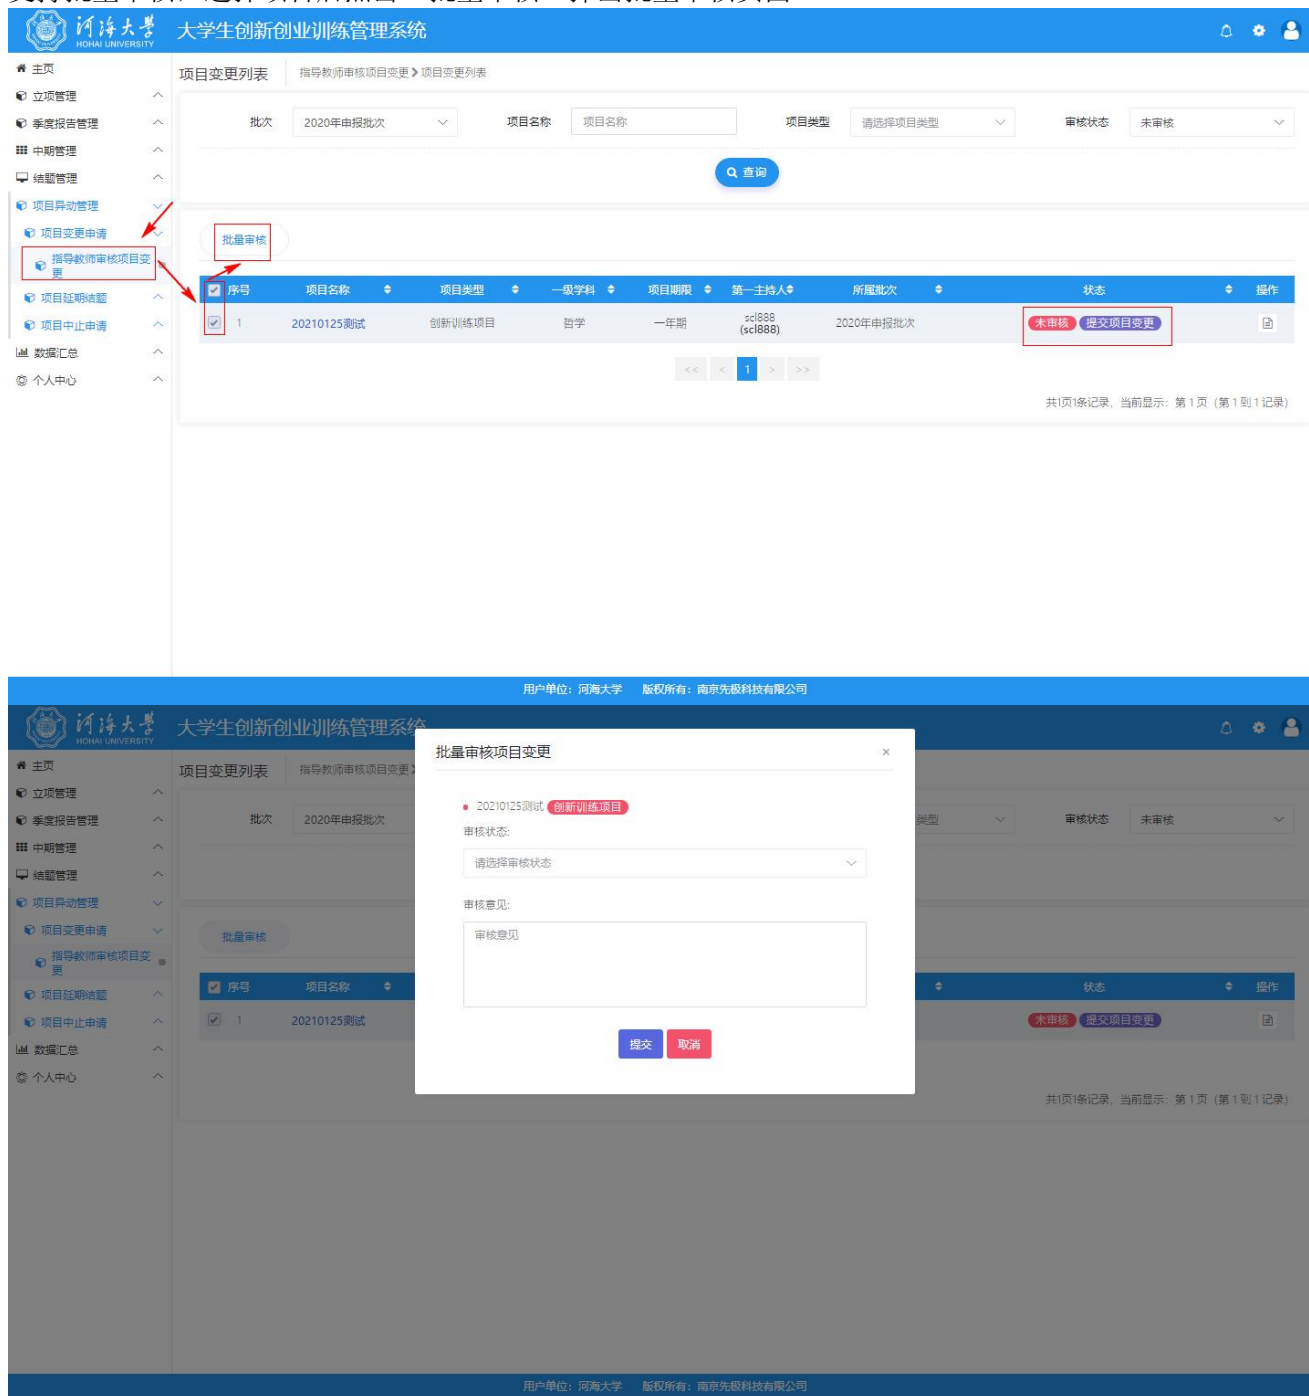 河海大学
HOHAI UNIVERSITY
大学生创新创业训练管理系统
主页
立项管理
季度报告管理
中期管理
结题管理
项目异动管理
项目变更申请
指导教师审核项目变
更
项目延期结题
项目中止申请
数据汇总
个人中心
项目变更列表 指导教师审核项目变更 项目变更列表
批次 2020年申报批次 项目名称 项目名称 项目类型 请选择项目类型 审核状态 未审核
查询
批量审核
序号 项目名称 项目类型 一级学科 项目期限 第一主持人 所属批次 状态 操作
1 20210125测试 创新训练项目 哲学 一年期 scl888 (scl888) 2020年申报批次 未审核 提交项目变更
<< < 1 > >>
共1页1条记录，当前显示：第 1 页（第 1 到 1 记录）
用户单位：河海大学 版权所有：南京先极科技有限公司
河海大学
HOHAI UNIVERSITY
大学生创新创业训练管理系统
主页
立项管理
季度报告管理
中期管理
结题管理
项目异动管理
项目变更申请
指导教师审核项目变
更
项目延期结题
项目中止申请
数据汇总
个人中心
项目变更列表 指导教师审核项目变更
批次 2020年申报批次 类型 审核状态 未审核
批量审核
序号 项目名称 状态 操作
1 20210125测试 未审核 提交项目变更
共1页1条记录，当前显示：第 1 页（第 1 到 1 记录）
批量审核项目变更 ×
20210125测试 创新训练项目
审核状态:
请选择审核状态
审核意见:
审核意见
提交 取消
用户单位：河海大学 版权所有：南京先极科技有限公司